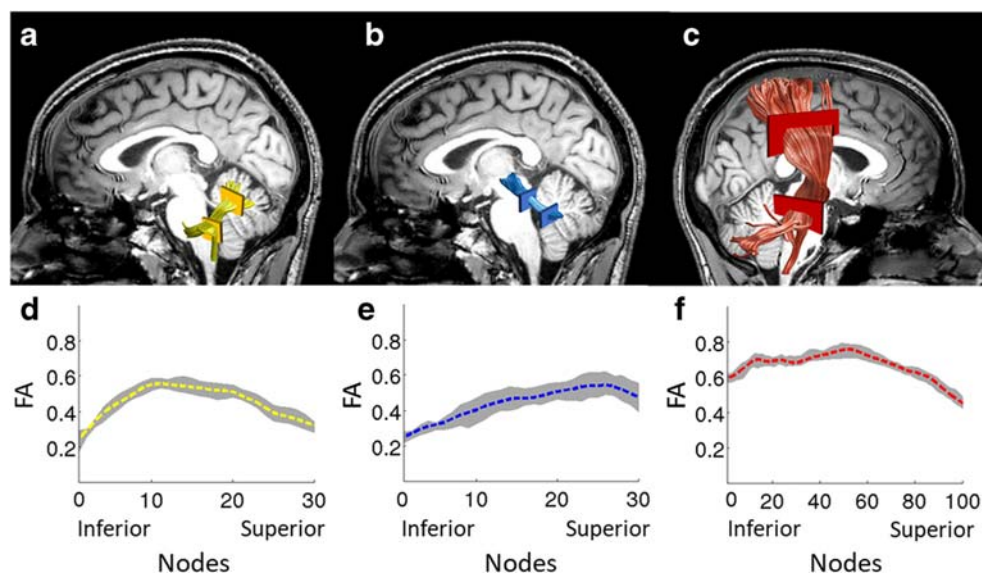 a b c
d e f
0.8 0.8 0.8
0.6 0.6 0.6
FA FA FA
0.4 0.4 0.4
0.2 0.2 0.2
0 10 20 30 0 10 20 30 0 20 40 60 80 100
Inferior Superior Inferior Superior Inferior Superior
Nodes Nodes Nodes